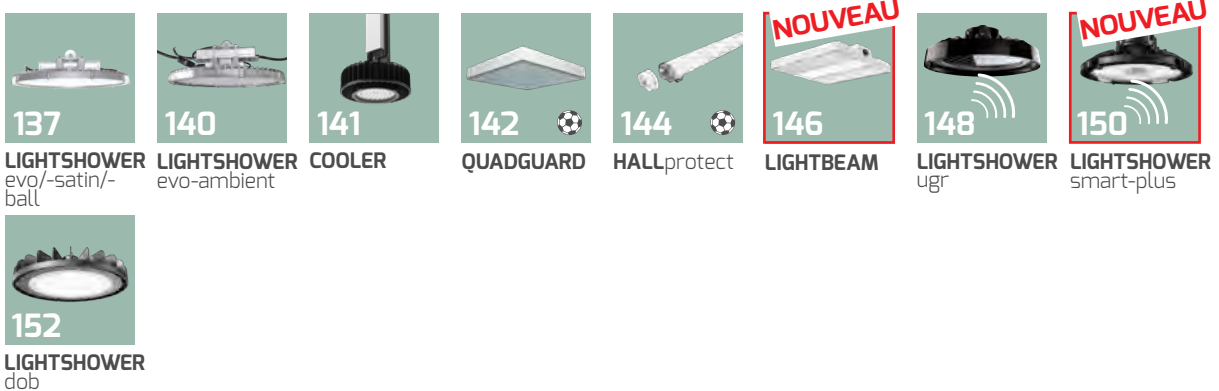 137
LIGHTSHOWER
evo/-satin/-
ball
140
LIGHTSHOWER
evo-ambient
141
COOLER
142
QUADGUARD
144
HALLprotect
NOUVEAU
146
LIGHTBEAM
148
LIGHTSHOWER
ugr
NOUVEAU
150
LIGHTSHOWER
smart-plus
152
LIGHTSHOWER
dob